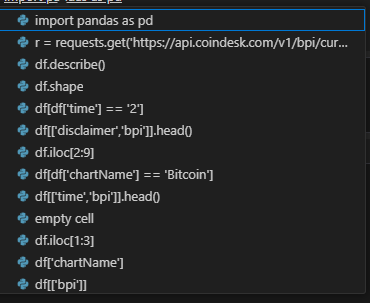 import pandas as pd
r = requests.get('https://api.coindesk.com/v1/bpi/cur...
df.describe()
df.shape
df[df['time'] == '2']
df[['disclaimer','bpi']].head()
df.iloc[2:9]
df[df['chartName'] == 'Bitcoin']
df[['time','bpi']].head()
empty cell
df.iloc[1:3]
df['chartName']
df[['bpi']]